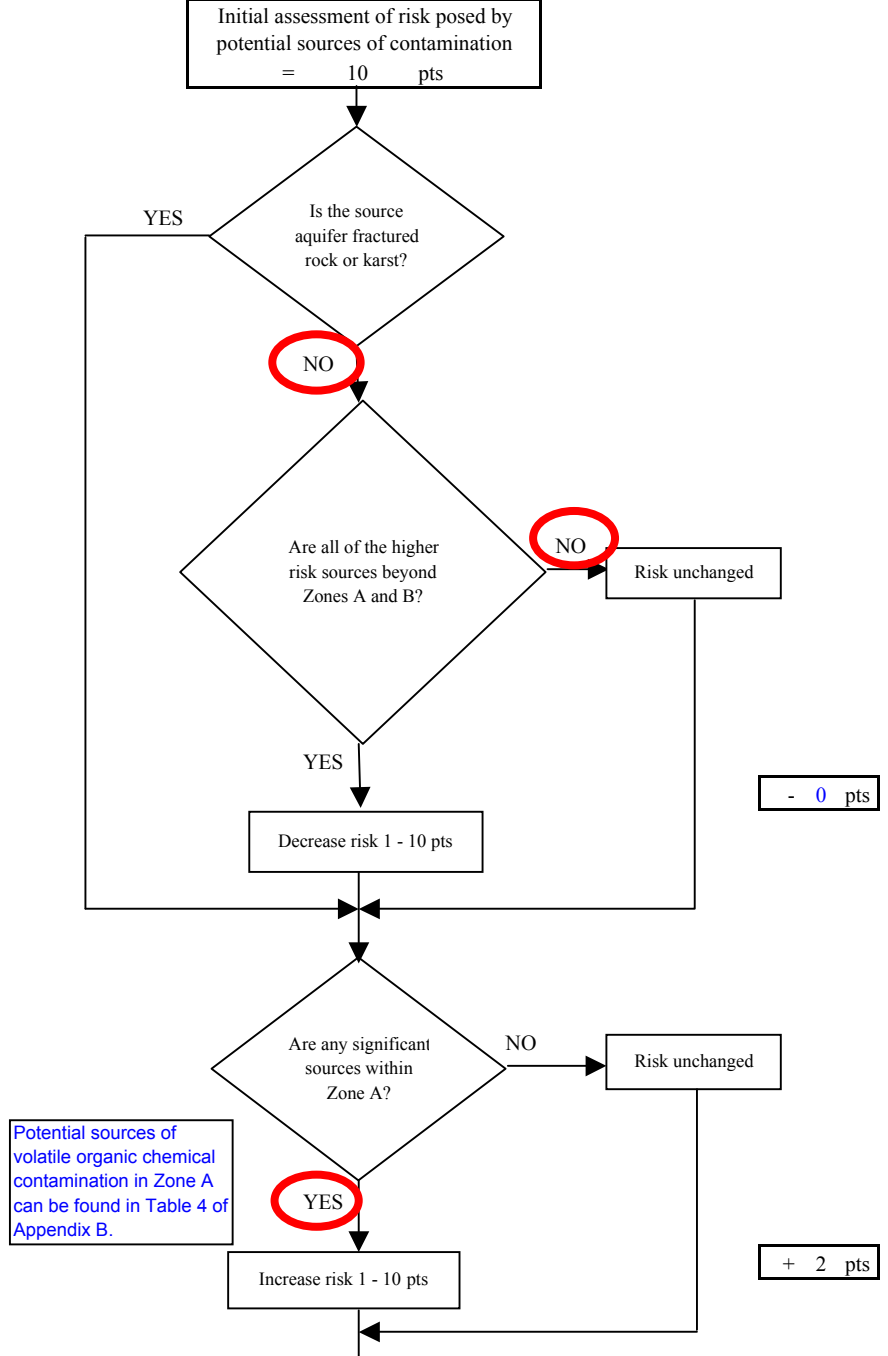 Initial assessment of risk posed by
potential sources of contamination
= 10 pts
YES
Is the source
aquifer fractured
rock or karst?
NO
Are all of the higher
risk sources beyond
Zones A and B?
NO
Risk unchanged
YES
- 0 pts
Decrease risk 1 - 10 pts
Are any significant
sources within
Zone A?
NO
Risk unchanged
Potential sources of
volatile organic chemical
contamination in Zone A
can be found in Table 4 of
Appendix B.
YES
Increase risk 1 - 10 pts
+ 2 pts